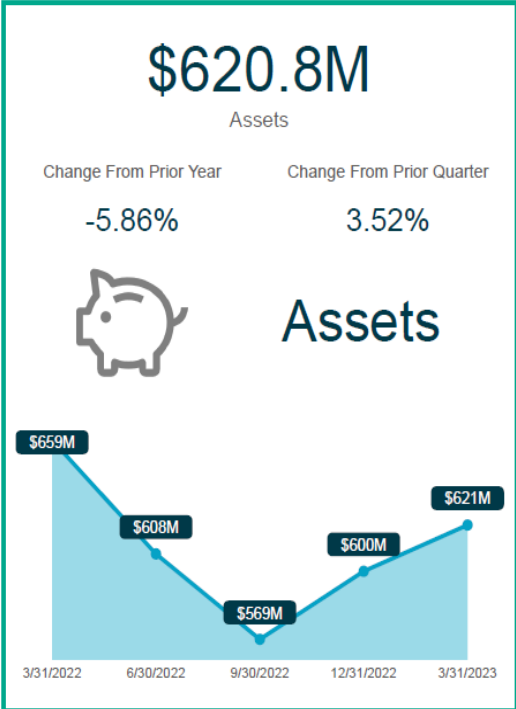 $620.8M
Assets
Change From Prior Year
Change From Prior Quarter
-5.86%
3.52%
Assets
$659M
$608M
$569M
$600M
$621M
3/31/2022
6/30/2022
9/30/2022
12/31/2022
3/31/2023